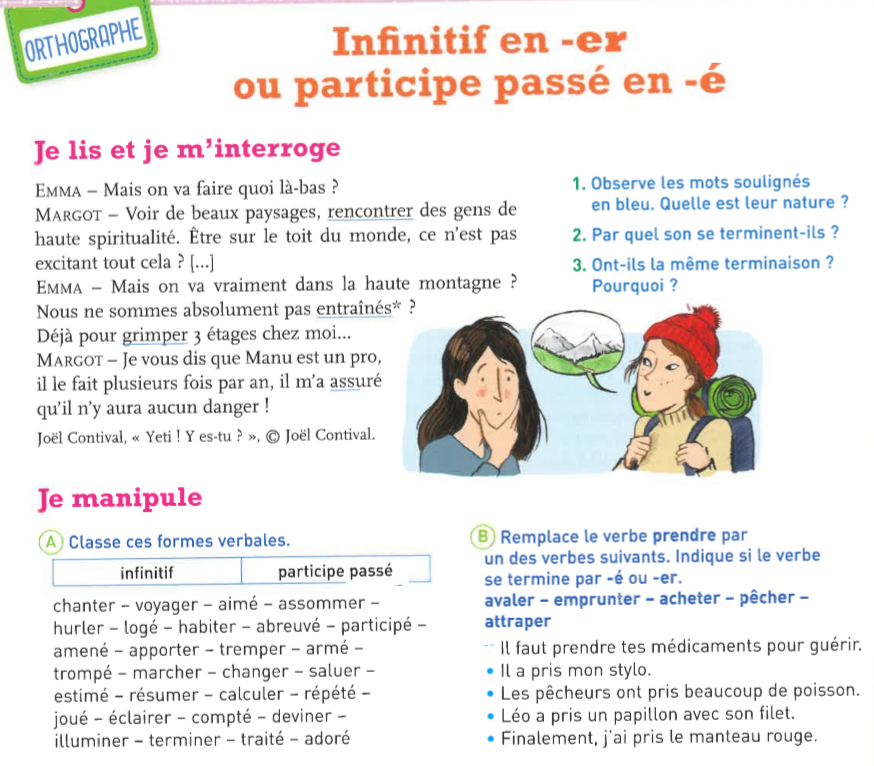 ORTHOGRAPHE
Infinitif en -er
ou participe passé en -é
Je lis et je m'interroge
EMMA – Mais on va faire quoi là-bas ?
MARGOT – Voir de beaux paysages, rencontrer des gens de
haute spiritualité. Être sur le toit du monde, ce n'est pas
excitant tout cela ? [...]
EMMA – Mais on va vraiment dans la haute montagne ?
Nous ne sommes absolument pas entraînés* ?
Déjà pour grimper 3 étages chez moi...
MARGOT – Je vous dis que Manu est un pro,
il le fait plusieurs fois par an, il m'a assuré
qu'il n'y aura aucun danger !
Joël Contival, « Yeti ! Y es-tu ? », © Joël Contival.
1. Observe les mots soulignés
en bleu. Quelle est leur nature ?
2. Par quel son se terminent-ils ?
3. Ont-ils la même terminaison ?
Pourquoi ?
Je manipule
A Classe ces formes verbales.
infinitif participe passé
chanter – voyager – aimé – assommer –
hurler – logé – habiter – abreuvé – participé –
amené – apporter – tremper – armé –
trompé – marcher – changer – saluer –
estimé – résumer – calculer – répété –
joué – éclairer – compté – deviner –
illuminer – terminer – traité – adoré
B Remplace le verbe prendre par
un des verbes suivants. Indique si le verbe
se termine par -é ou -er.
avaler – emprunter – acheter – pêcher –
attraper
Il faut prendre tes médicaments pour guérir.
• Il a pris mon stylo.
• Les pêcheurs ont pris beaucoup de poisson.
• Léo a pris un papillon avec son filet.
• Finalement, j'ai pris le manteau rouge.